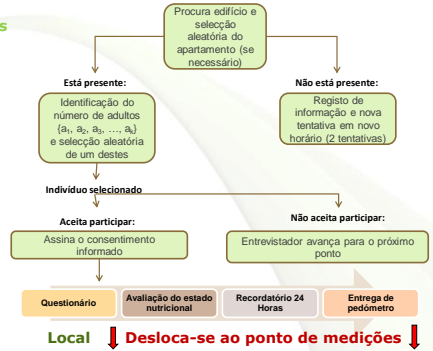 s
Procura edifício e
selecção
aleatória do
apartamento (se
necessário)
Está presente:
Não está presente:
Identificação do
número de adultos
{a₁, a₂, a₃, …, aₖ}
e selecção aleatória
de um destes
Registo de
informação e nova
tentativa em novo
horário (2 tentativas)
Indivíduo selecionado
Aceita participar:
Não aceita participar:
Assina o consentimento
informado
Entrevistador avança para o próximo
ponto
Questionário
Avaliação do estado
nutricional
Recordatório 24
Horas
Entrega de
pedómetro
Local Desloca-se ao ponto de medições